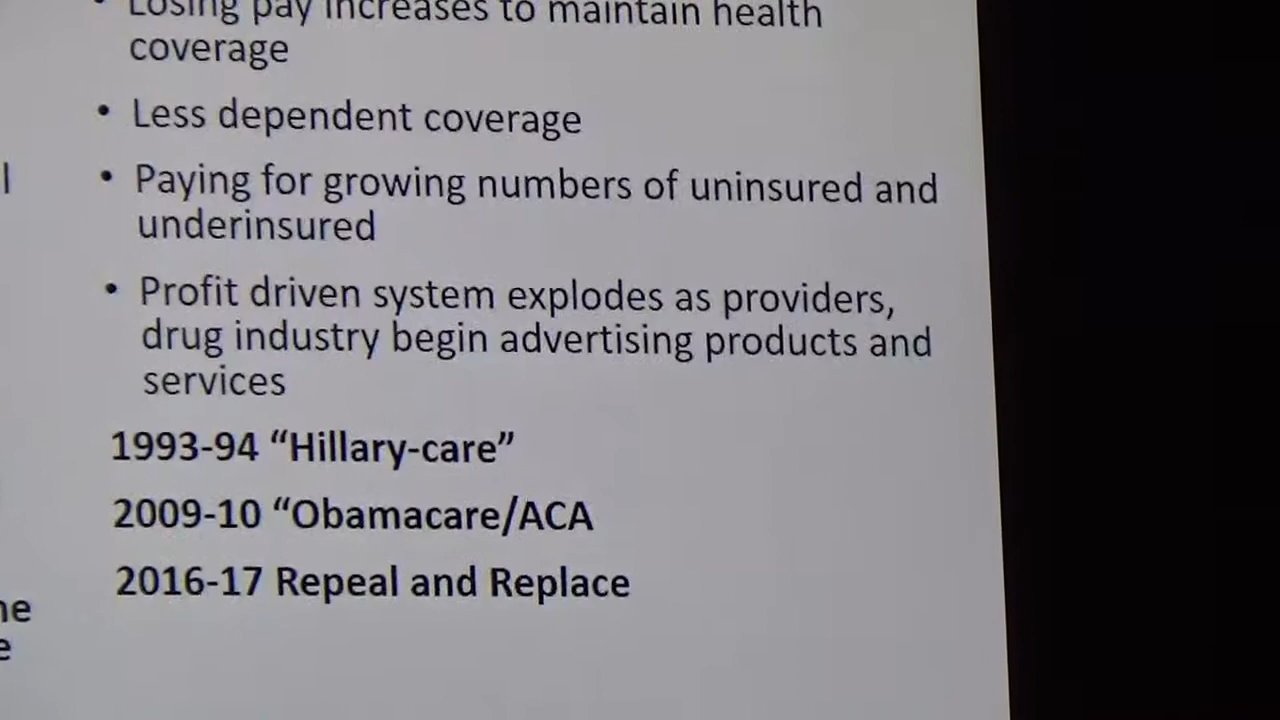 • Losing pay increases to maintain health
coverage
• Less dependent coverage
• Paying for growing numbers of uninsured and
underinsured
• Profit driven system explodes as providers,
drug industry begin advertising products and
services
1993-94 “Hillary-care”
2009-10 “Obamacare/ACA
2016-17 Repeal and Replace